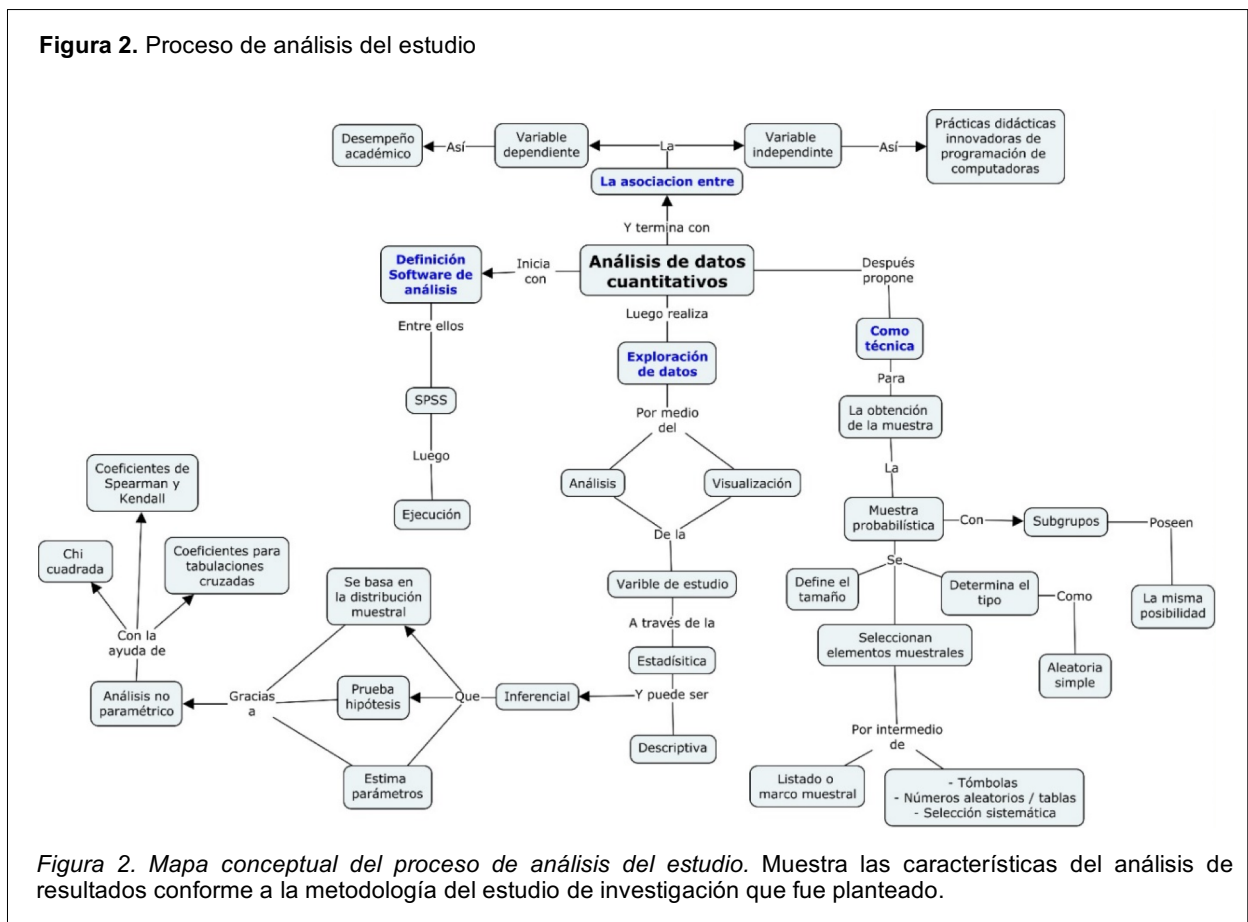 Figura 2. Proceso de análisis del estudio
Desempeño
académico
Así
Variable
dependiente
La
Variable
independinte
Así
Prácticas didácticas
innovadoras de
programación de
computadoras
La asociacion entre
Y termina con
Definición
Software de
análisis
Inicia
con
Análisis de datos
cuantitativos
Después
propone
Entre ellos
Luego realiza
Como
técnica
Exploración
de datos
Para
SPSS
Por medio
del
La obtención
de la muestra
Luego
La
Coeficientes de
Spearman y
Kendall
Análisis
Visualización
Ejecución
Muestra
probabilística
Con
Subgrupos
Poseen
De la
Chi
cuadrada
Coeficientes para
tabulaciones
cruzadas
Se
Se basa en
la distribución
muestral
Varible de estudio
Define el
tamaño
Determina el
tipo
Como
La misma
posibilidad
A través de la
Con la
ayuda de
Seleccionan
elementos muestrales
Estadísitica
Aleatoria
simple
Análisis no
paramétrico
Gracias
a
Prueba
hipótesis
Que
Inferencial
Y puede ser
Por intermedio
de
Descriptiva
Estima
parámetros
Listado o
marco muestral
- Tómbolas
- Números aleatorios / tablas
- Selección sistemática
Figura 2. Mapa conceptual del proceso de análisis del estudio. Muestra las características del análisis de
resultados conforme a la metodología del estudio de investigación que fue planteado.